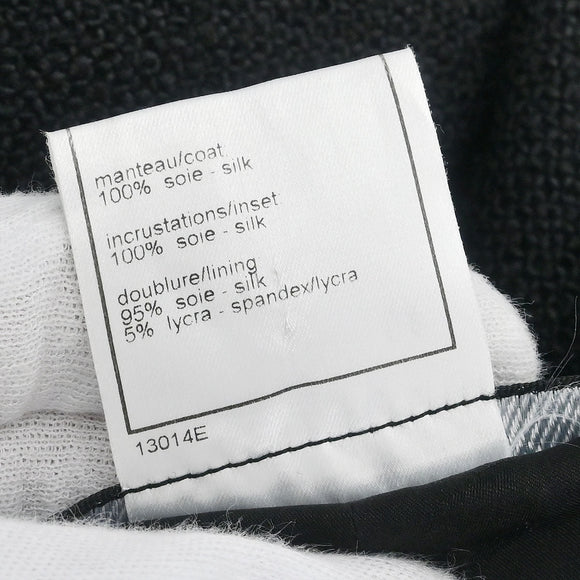 manteau/coat
100% soie - silk
incrustations/inset
100% soie - silk
doublure/lining
95% soie - silk
5% lycra - spandex/lycra
13014E